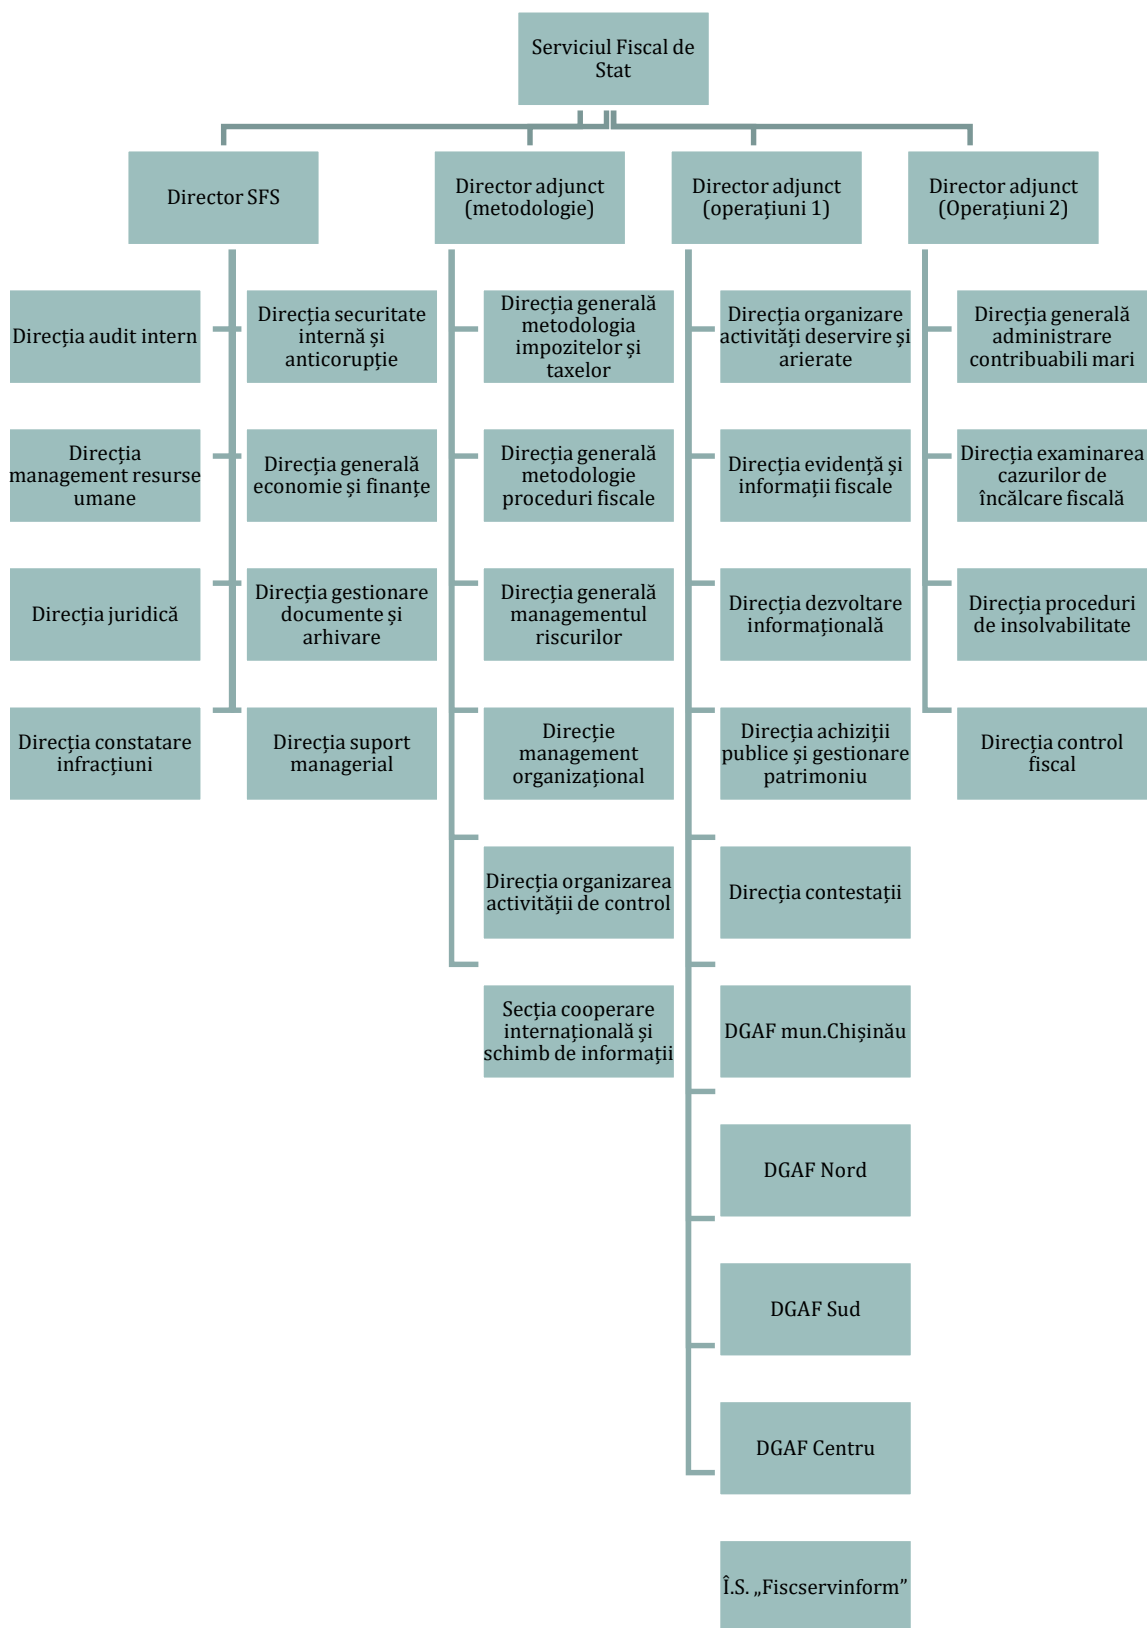 Serviciul Fiscal de
Stat
Director SFS
Director adjunct
(metodologie)
Director adjunct
(operațiuni 1)
Director adjunct
(Operațiuni 2)
Direcția audit intern
Direcția securitate
internă și
anticorupție
Direcția generală
metodologia
impozitelor și
taxelor
Direcția organizare
activități deservire și
arierate
Direcția generală
administrare
contribuabili mari
Direcția
management resurse
umane
Direcția generală
economie și finanțe
Direcția generală
metodologie
proceduri fiscale
Direcția evidență și
informații fiscale
Direcția examinarea
cazurilor de
încălcare fiscală
Direcția juridică
Direcția gestionare
documente și
arhivare
Direcția generală
managmentul
riscurilor
Direcția dezvoltare
informațională
Direcția proceduri
de insolvabilitate
Direcția constatare
infracțiuni
Direcția suport
managerial
Direcție
management
organizațional
Direcția achiziții
publice și gestionare
patrimoniu
Direcția control
fiscal
Direcția organizarea
activității de control
Direcția contestații
Secția cooperare
internațională și
schimb de informații
DGAF mun.Chișinău
DGAF Nord
DGAF Sud
DGAF Centru
Î.S. „Fiscservinform”